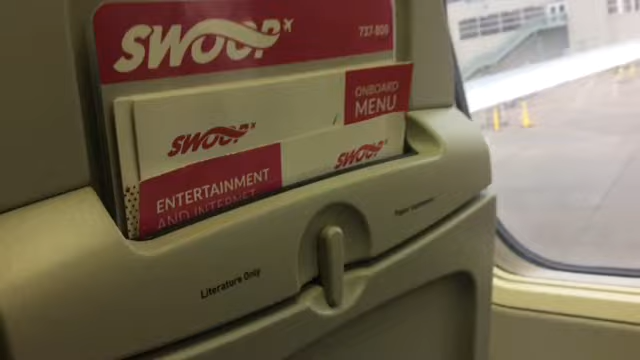 SWOOP
737-800
ONBOARD
MENU
SWOOP
SWOOP
ENTERTAINMENT
AND INTERNET
Literature Only